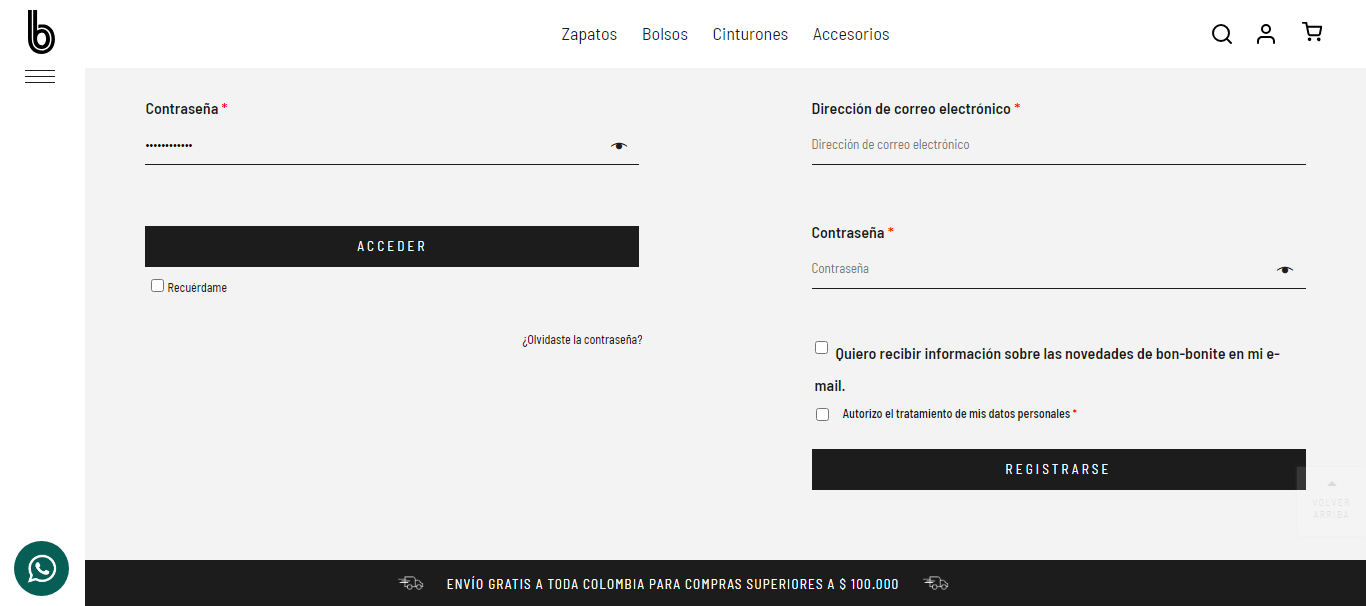 b
Zapatos Bolsos Cinturones Accesorios
Contraseña *
••••••••••••
ACCEDER
Recuérdame
¿Olvidaste la contraseña?
Dirección de correo electrónico *
Dirección de correo electrónico
Contraseña *
Contraseña
Quiero recibir información sobre las novedades de bon-bonite en mi e-
mail.
Autorizo el tratamiento de mis datos personales *
REGISTRARSE
VOLVER
ARRIBA
ENVÍO GRATIS A TODA COLOMBIA PARA COMPRAS SUPERIORES A $ 100.000